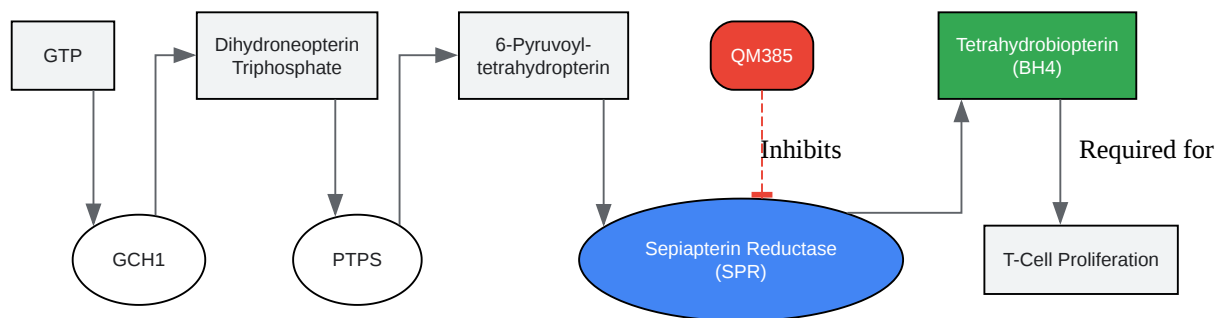 GTP
Dihydroneopterin
Triphosphate
6-Pyruvoyl-
tetrahydropterin
QM385
Tetrahydrobiopterin
(BH4)
Inhibits
Required for
GCH1
PTPS
Sepiapterin Reductase
(SPR)
T-Cell Proliferation